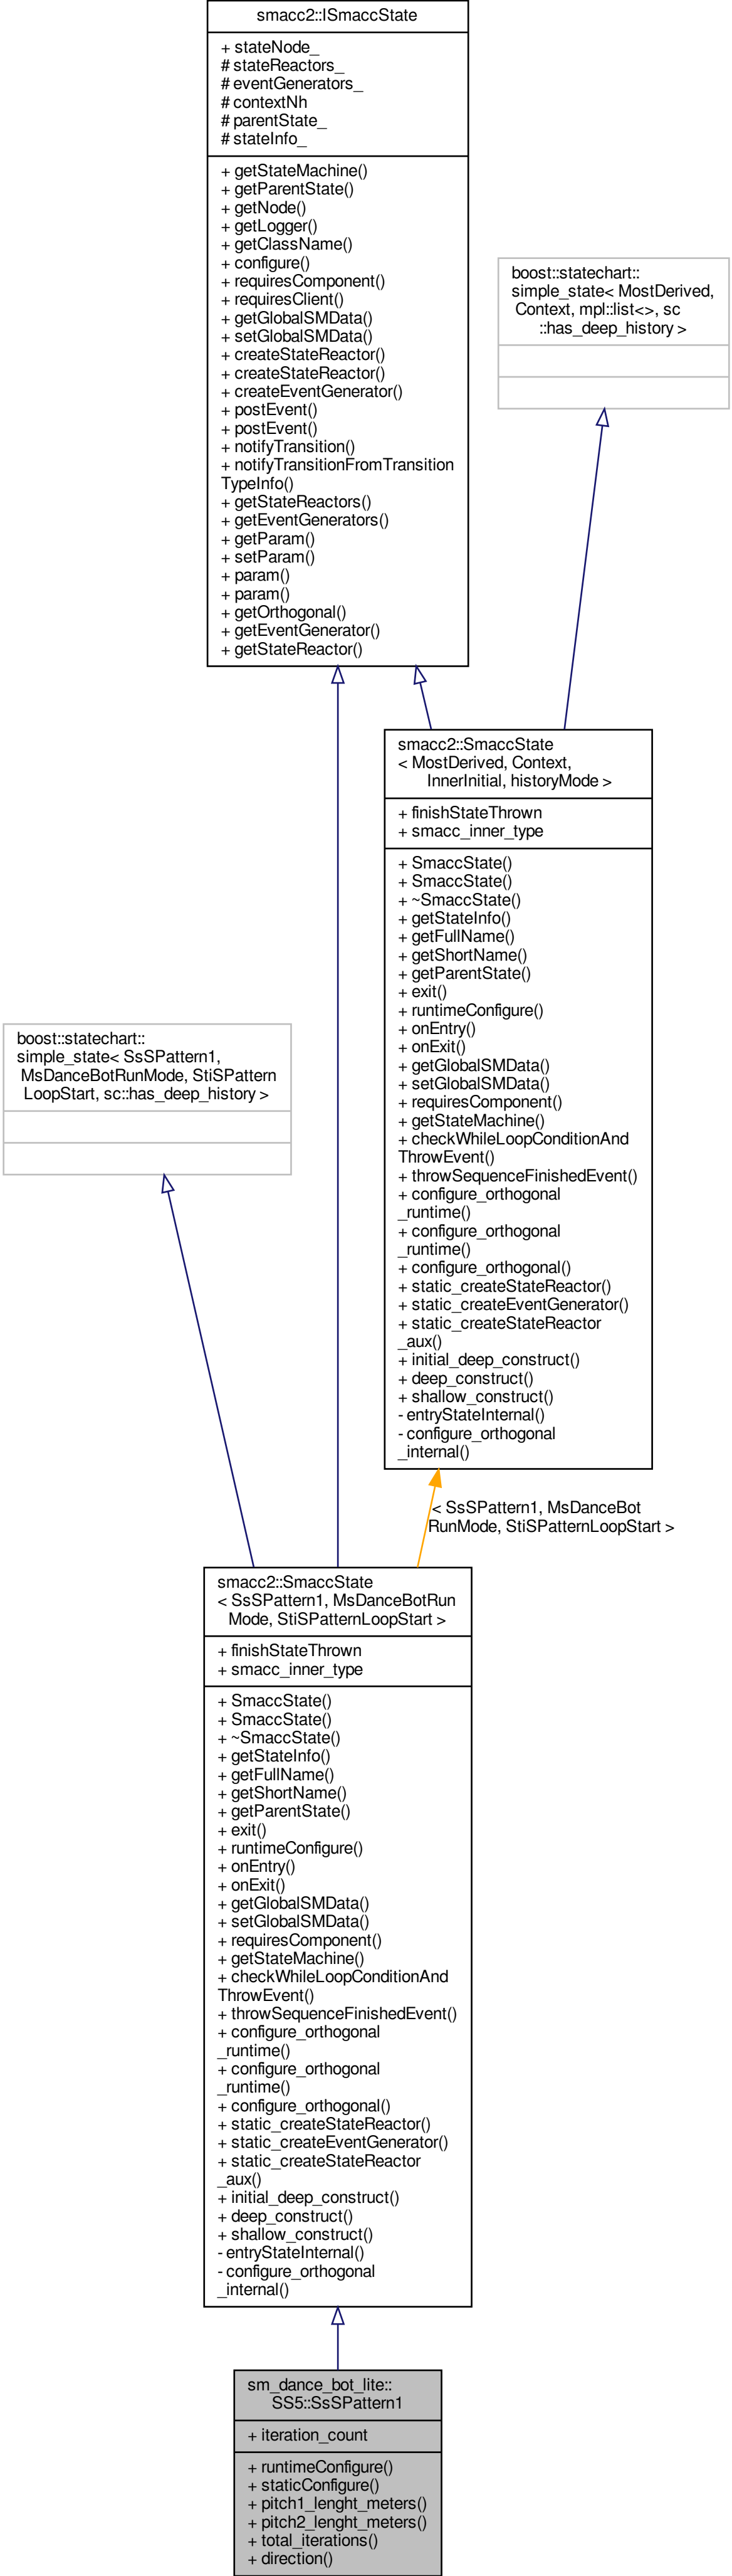 smacc2::ISmaccState
+ stateNode_
# stateReactors_
# eventGenerators_
# contextNh
# parentState_
# stateInfo_
+ getStateMachine()
+ getParentState()
+ getNode()
+ getLogger()
+ getClassName()
+ configure()
+ requiresComponent()
+ requiresClient()
+ getGlobalSMData()
+ setGlobalSMData()
+ createStateReactor()
+ createStateReactor()
+ createEventGenerator()
+ postEvent()
+ postEvent()
+ notifyTransition()
+ notifyTransitionFromTransition
TypeInfo()
+ getStateReactors()
+ getEventGenerators()
+ getParam()
+ setParam()
+ param()
+ param()
+ getOrthogonal()
+ getEventGenerator()
+ getStateReactor()
boost::statechart::
simple_state< MostDerived,
Context, mpl::list<>, sc
::has_deep_history >
smacc2::SmaccState
< MostDerived, Context,
InnerInitial, historyMode >
+ finishStateThrown
+ smacc_inner_type
+ SmaccState()
+ SmaccState()
+ ~SmaccState()
+ getStateInfo()
+ getFullName()
+ getShortName()
+ getParentState()
+ exit()
+ runtimeConfigure()
+ onEntry()
+ onExit()
+ getGlobalSMData()
+ setGlobalSMData()
+ requiresComponent()
+ getStateMachine()
+ checkWhileLoopConditionAnd
ThrowEvent()
+ throwSequenceFinishedEvent()
+ configure_orthogonal
_runtime()
+ configure_orthogonal
_runtime()
+ configure_orthogonal()
+ static_createStateReactor()
+ static_createEventGenerator()
+ static_createStateReactor
_aux()
+ initial_deep_construct()
+ deep_construct()
+ shallow_construct()
- entryStateInternal()
- configure_orthogonal
_internal()
boost::statechart::
simple_state< SsSPattern1,
MsDanceBotRunMode, StiSPattern
LoopStart, sc::has_deep_history >
< SsSPattern1, MsDanceBot
RunMode, StiSPatternLoopStart >
smacc2::SmaccState
< SsSPattern1, MsDanceBotRun
Mode, StiSPatternLoopStart >
+ finishStateThrown
+ smacc_inner_type
+ SmaccState()
+ SmaccState()
+ ~SmaccState()
+ getStateInfo()
+ getFullName()
+ getShortName()
+ getParentState()
+ exit()
+ runtimeConfigure()
+ onEntry()
+ onExit()
+ getGlobalSMData()
+ setGlobalSMData()
+ requiresComponent()
+ getStateMachine()
+ checkWhileLoopConditionAnd
ThrowEvent()
+ throwSequenceFinishedEvent()
+ configure_orthogonal
_runtime()
+ configure_orthogonal
_runtime()
+ configure_orthogonal()
+ static_createStateReactor()
+ static_createEventGenerator()
+ static_createStateReactor
_aux()
+ initial_deep_construct()
+ deep_construct()
+ shallow_construct()
- entryStateInternal()
- configure_orthogonal
_internal()
sm_dance_bot_lite::
SS5::SsSPattern1
+ iteration_count
+ runtimeConfigure()
+ staticConfigure()
+ pitch1_lenght_meters()
+ pitch2_lenght_meters()
+ total_iterations()
+ direction()